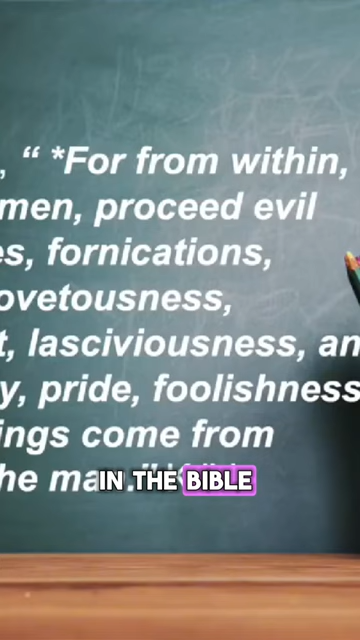 , “ *For from within,
men, proceed evil
es, fornications,
ovetousness,
t, lasciviousness, an
y, pride, foolishness
ings come from
he ma
IN THE BIBLE